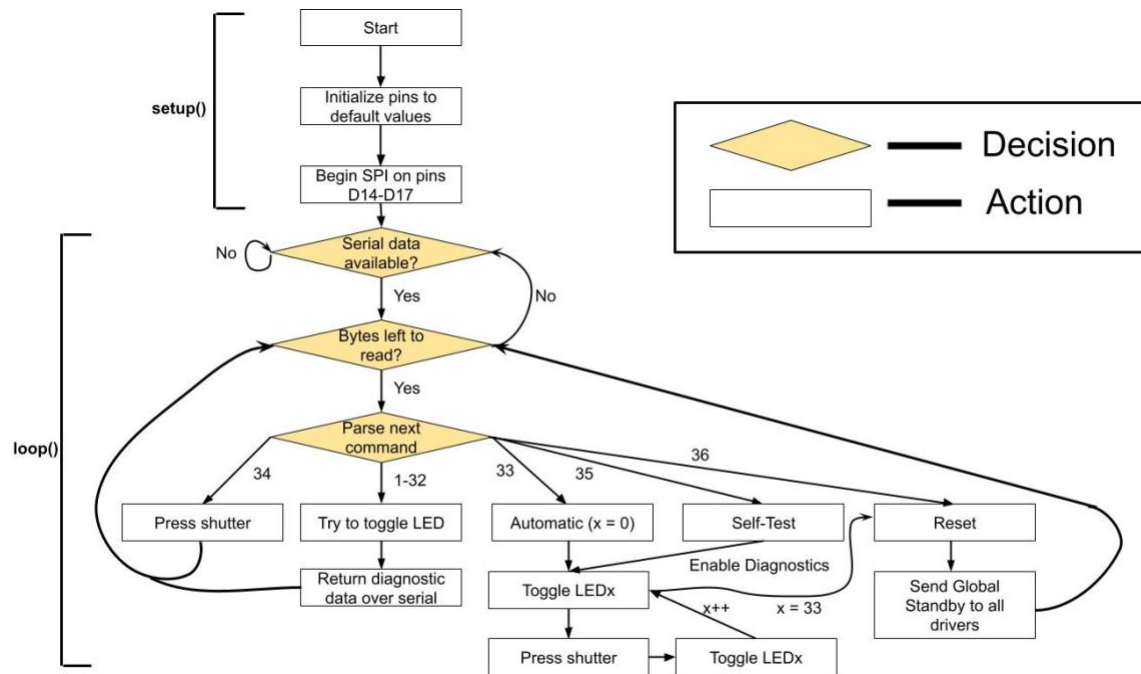 Start
setup()
Initialize pins to
default values
Begin SPI on pins
D14-D17
Decision
Action
Serial data
available?
No
Yes
No
Bytes left to
read?
Yes
loop()
Parse next
command
34
1-32
33
35
36
Press shutter
Try to toggle LED
Automatic (x = 0)
Self-Test
Reset
Return diagnostic
data over serial
Enable Diagnostics
Toggle LEDx
x++
x = 33
Send Global
Standby to all
drivers
Press shutter
Toggle LEDx